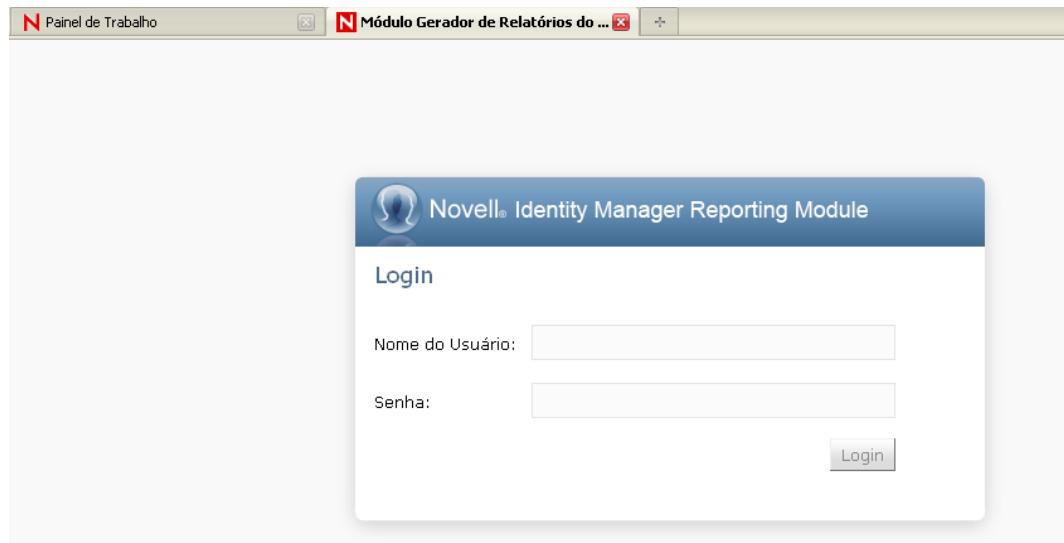 Painel de Trabalho
Módulo Gerador de Relatórios do ...
Novell® Identity Manager Reporting Module
Login
Nome do Usuário:
Senha:
Login